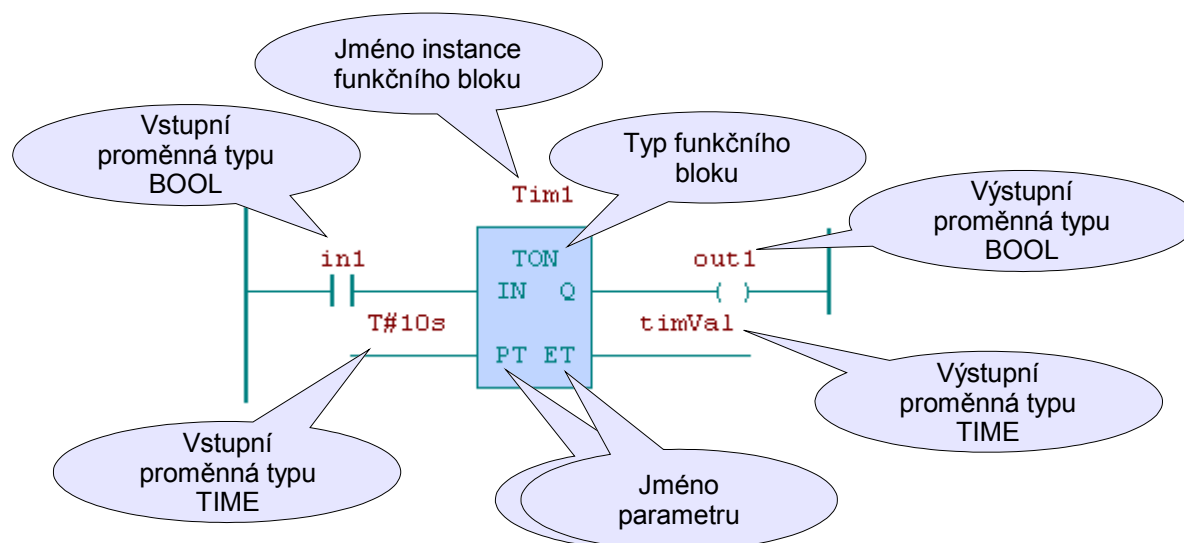 Jméno instance
funkčního bloku
Vstupní
proměnná typu
BOOL
Typ funkčního
bloku
Výstupní
proměnná typu
BOOL
Tim1
in1
TON
out1
IN Q
T#10s
timVal
PT ET
Výstupní
proměnná typu
TIME
Vstupní
proměnná typu
TIME
Jméno
parametru